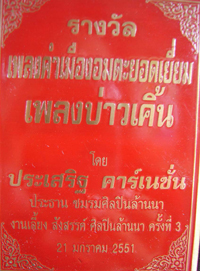 รางวัล
เพลงคำเมืองอมตะยอดเยี่ยม
เพลงบ่าวเคิ้น
โดย
ประเสริฐ คาร์เนชั่น
ประธาน ชมรมศิลปินล้านนา
งานเลี้ยง สังสรรค์ ศิลปินล้านนา ครั้งที่ 3
21 มกราคม 2551